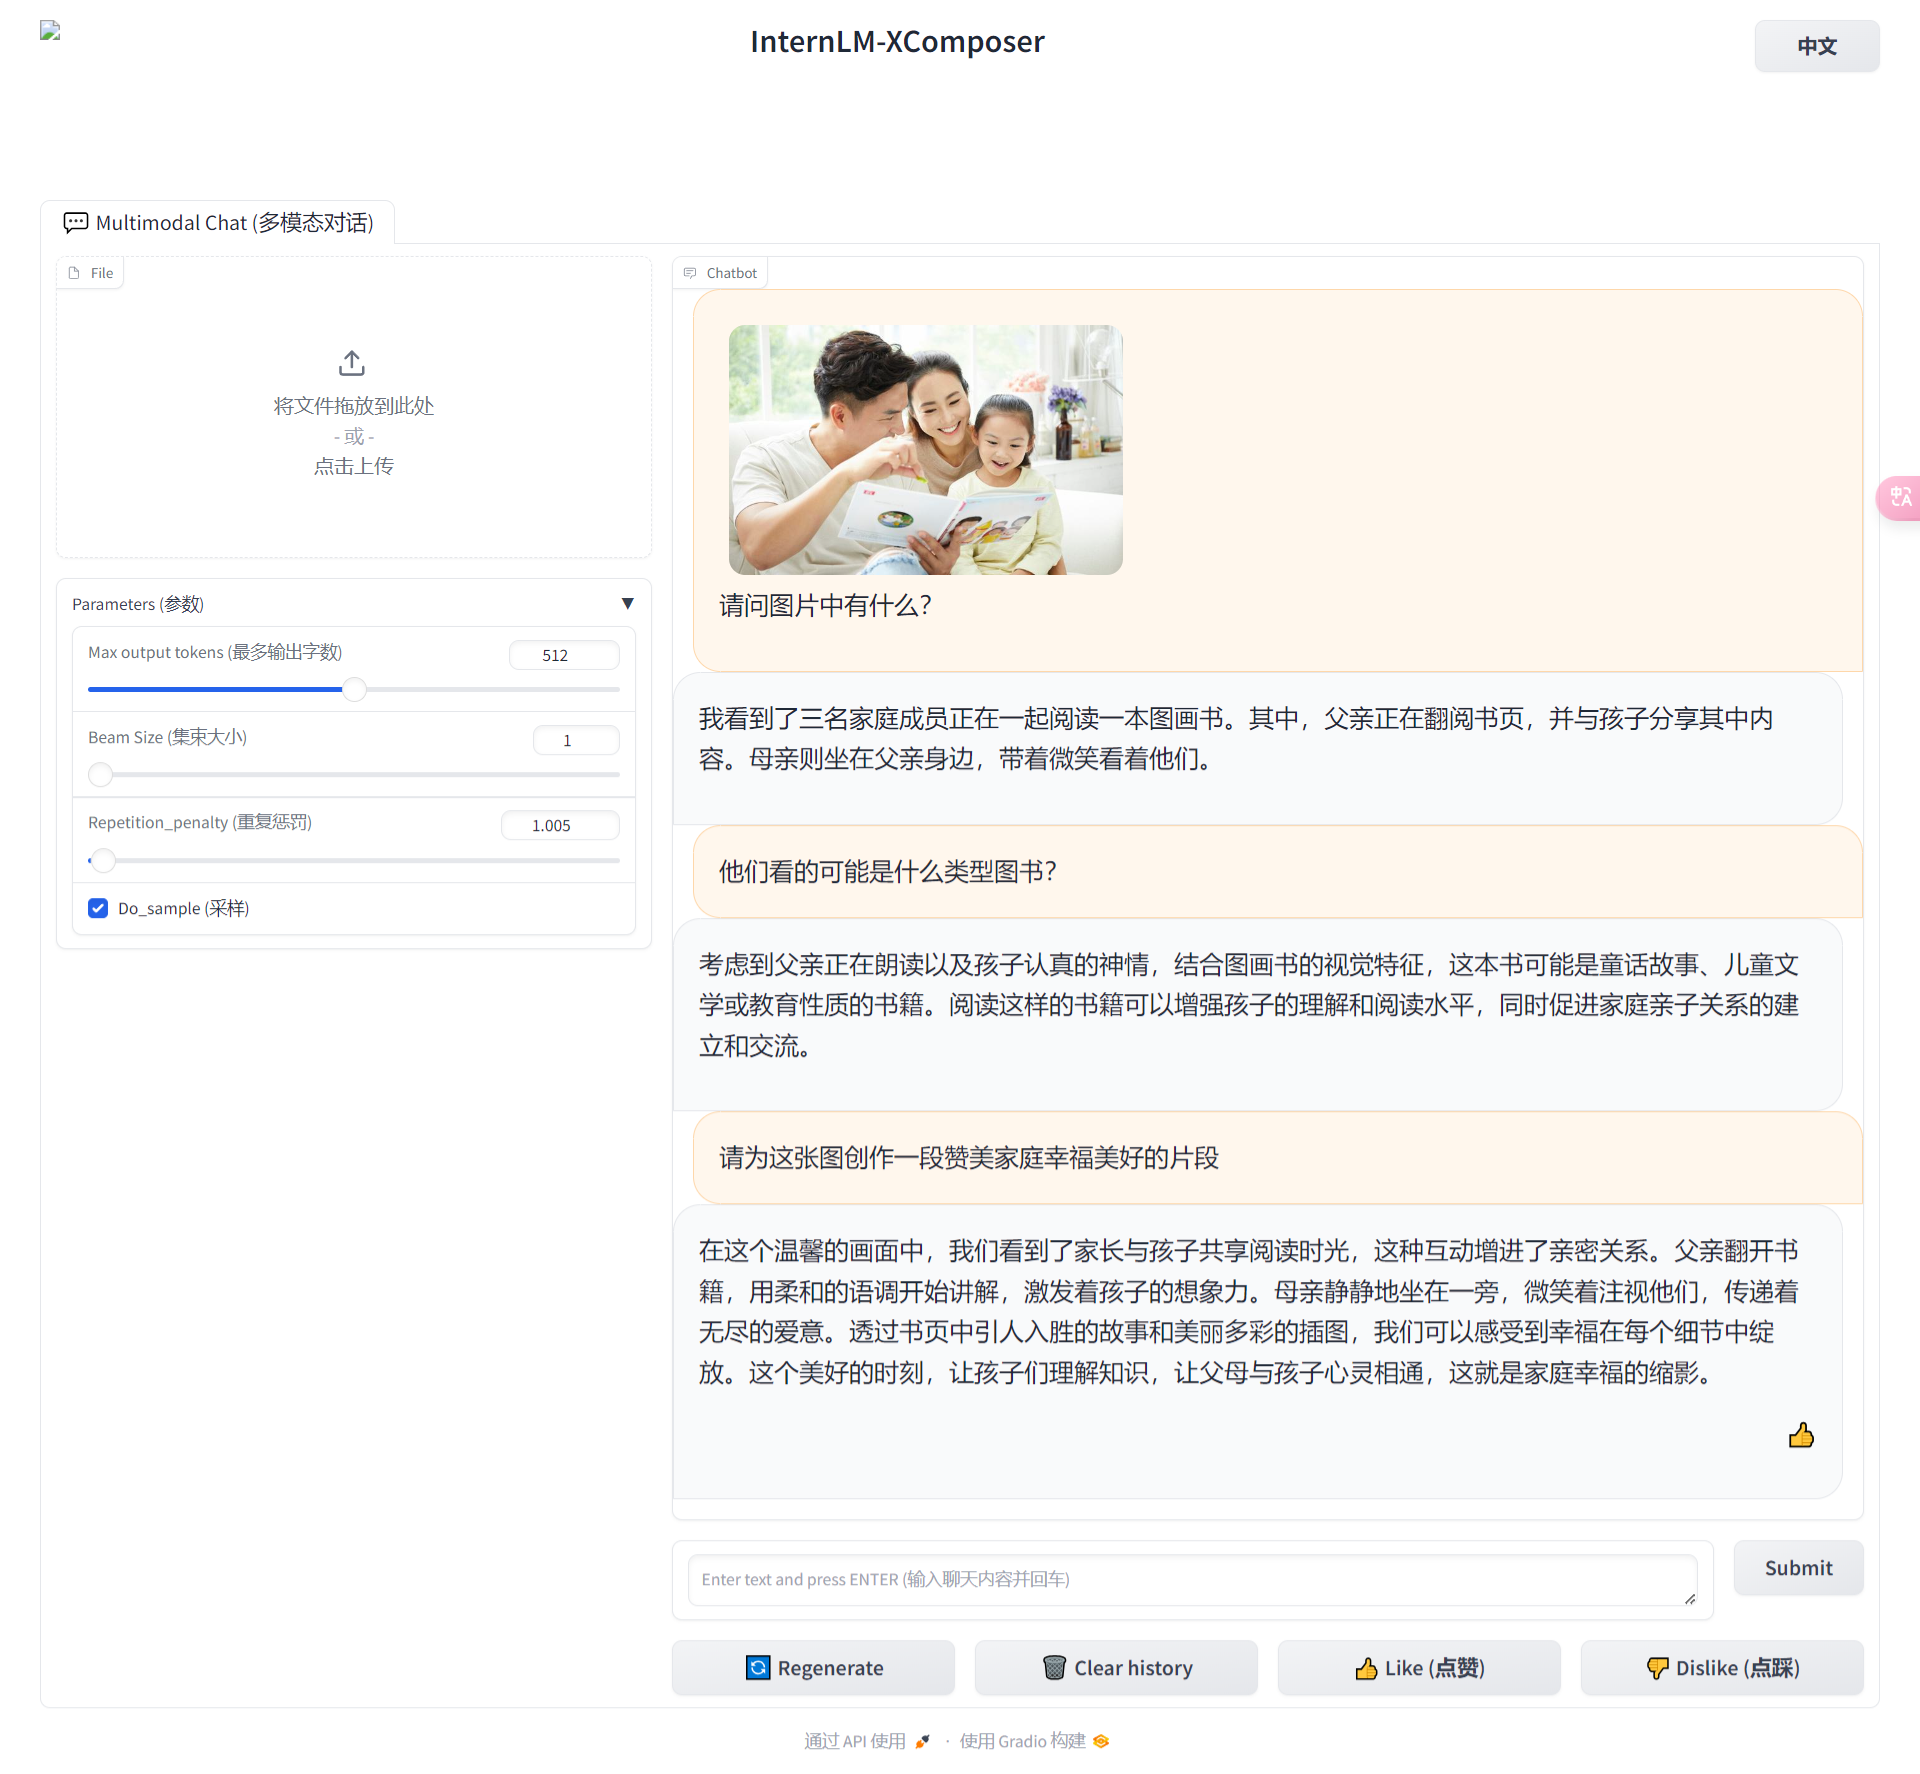 InternLM-XComposer
中文
Multimodal Chat (多模态对话)
File
将文件拖放到此处
- 或 -
点击上传
Parameters (参数)
Max output tokens (最多输出字数)
512
Beam Size (集束大小)
1
Repetition_penalty (重复惩罚)
1.005
Do_sample (采样)
Chatbot
请问图片中有什么？
我看到了三名家庭成员正在一起阅读一本图画书。其中，父亲正在翻阅书页，并与孩子分享其中内
容。母亲则坐在父亲身边，带着微笑看着他们。
他们看的可能是什么类型图书？
考虑到父亲正在朗读以及孩子认真的神情，结合图画书的视觉特征，这本书可能是童话故事、儿童文
学或教育性质的书籍。阅读这样的书籍可以增强孩子的理解和阅读水平，同时促进家庭亲子关系的建
立和交流。
请为这张图创作一段赞美家庭幸福美好的片段
在这个温馨的画面中，我们看到了家长与孩子共享阅读时光，这种互动增进了亲密关系。父亲翻开书
籍，用柔和的语调开始讲解，激发着孩子的想象力。母亲静静地坐在一旁，微笑着注视他们，传递着
无尽的爱意。透过书页中引人入胜的故事和美丽多彩的插图，我们可以感受到幸福在每个细节中绽
放。这个美好的时刻，让孩子们理解知识，让父母与孩子心灵相通，这就是家庭幸福的缩影。
Enter text and press ENTER (输入聊天内容并回车)
Submit
Regenerate
Clear history
Like (点赞)
Dislike (点踩)
通过 API 使用 · 使用 Gradio 构建